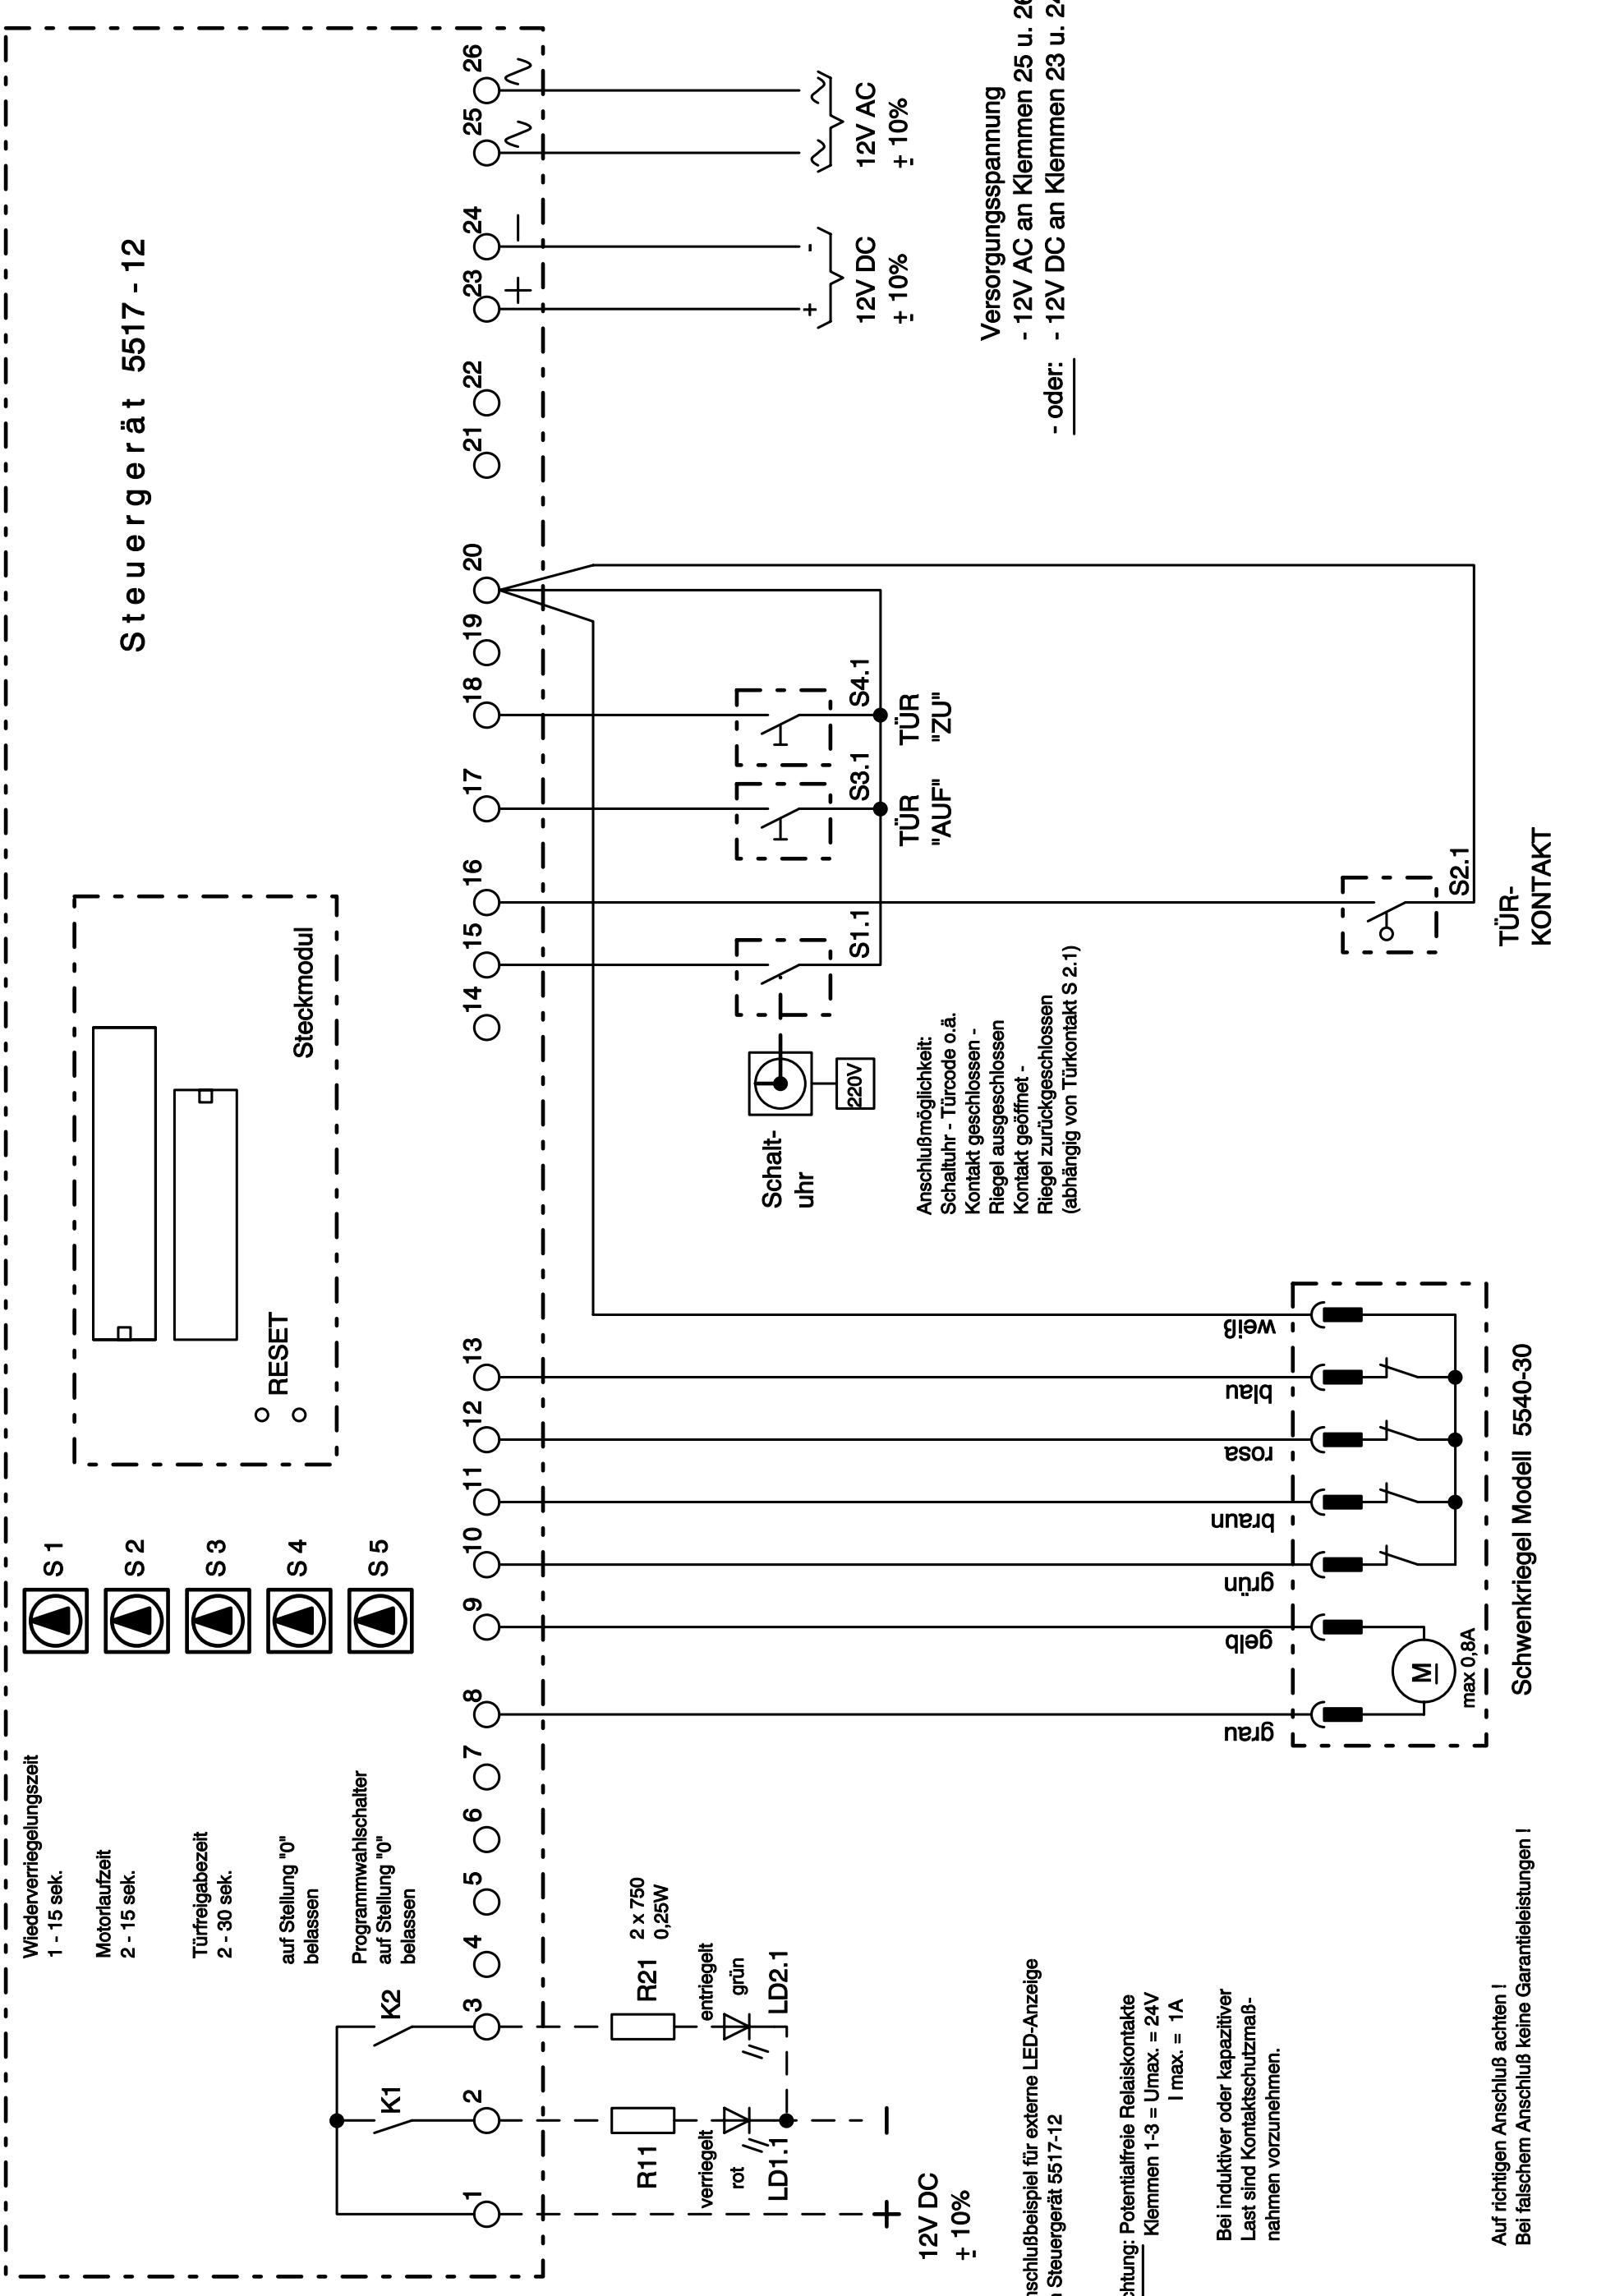 Steuergerät 5517 - 12
Steckmodul
RESET
S 1
S 2
S 3
S 4
S 5
Wiederverriegelungszeit
1 - 15 sek.
Motorlaufzeit
2 - 15 sek.
Türfreigabezeit
2 - 30 sek.
auf Stellung "0"
belassen
Programmwahlschalter
auf Stellung "0"
belassen
K1
K2
1
2
3
4
5
6
7
8
9
10
11
12
13
14
15
16
17
18
19
20
21
22
23
24
25
26
+
-
R11
R21
2 x 750
0,25W
verriegelt
rot
LD1.1
entriegelt
grün
LD2.1
+
-
12V DC
± 10%
grau
gelb
grün
braun
rosa
blau
weiß
M
max 0,8A
Schwenkriegel Modell 5540-30
Schalt-
uhr
220V
S1.1
S3.1
S4.1
TÜR
"AUF"
TÜR
"ZU"
S2.1
TÜR-
KONTAKT
Anschlußmöglichkeit:
Schaltuhr - Türcode o.ä.
Kontakt geschlossen -
Riegel ausgeschlossen
Kontakt geöffnet -
Riegel zurückgeschlossen
(abhängig von Türkontakt S 2.1)
+
-
12V DC
± 10%
12V AC
± 10%
Versorgungsspannung
- 12V AC an Klemmen 25 u. 26
- oder: - 12V DC an Klemmen 23 u. 24
nschlußbeispiel für externe LED-Anzeige
Steuergerät 5517-12
chtung: Potentialfreie Relaiskontakte
Klemmen 1-3 = Umax. = 24V
I max. = 1A
Bei induktiver oder kapazitiver
Last sind Kontaktschutzmaß-
nahmen vorzunehmen.
Auf richtigen Anschluß achten !
Bei falschem Anschluß keine Garantieleistungen !